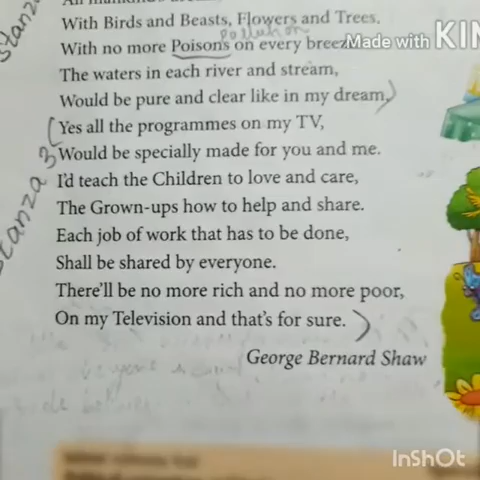 Stanza
With Birds and Beasts, Flowers and Trees.
Pollution
With no more Poisons on every breeze
Made with KIN
The waters in each river and stream,
Would be pure and clear like in my dream,
Yes all the programmes on my TV,
Would be specially made for you and me.
Stanza 3
I'd teach the Children to love and care,
The Grown-ups how to help and share.
Each job of work that has to be done,
Shall be shared by everyone.
There'll be no more rich and no more poor,
On my Television and that's for sure.
George Bernard Shaw
InShOt